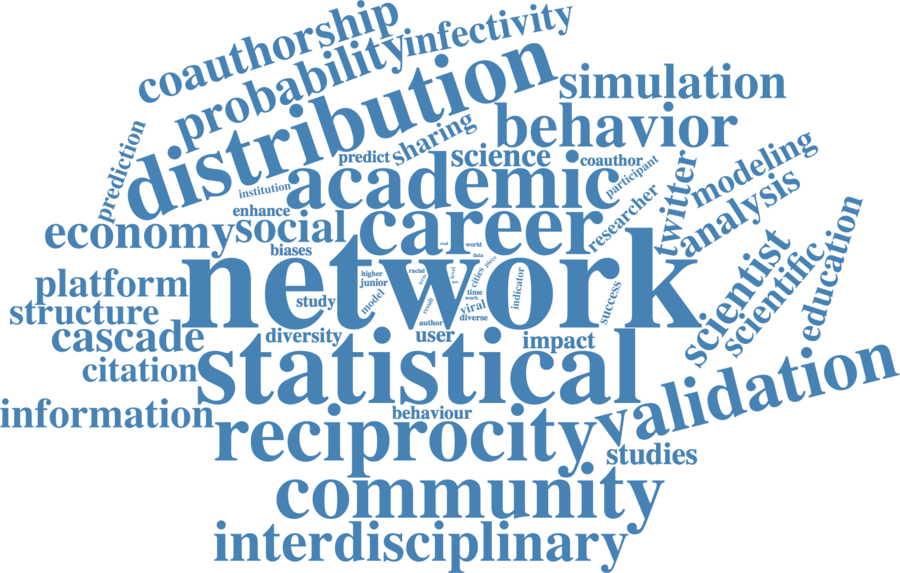 coauthorship
infectivity
probability
distribution
simulation
behavior
sharing
prediction
predict
science
coauthor
participant
institution
academic
twitter
modeling
analysis
enhance
researcher
economy
social
career
biases
real
world
data
piece
education
scientist
scientific
network
platform
higher
junior
racial
level
cities
indicator
structure
study
model
result
time
work
viral
diverse
success
cascade
diversity
author
user
impact
citation
statistical
validation
information
behaviour
reciprocity
studies
community
interdisciplinary